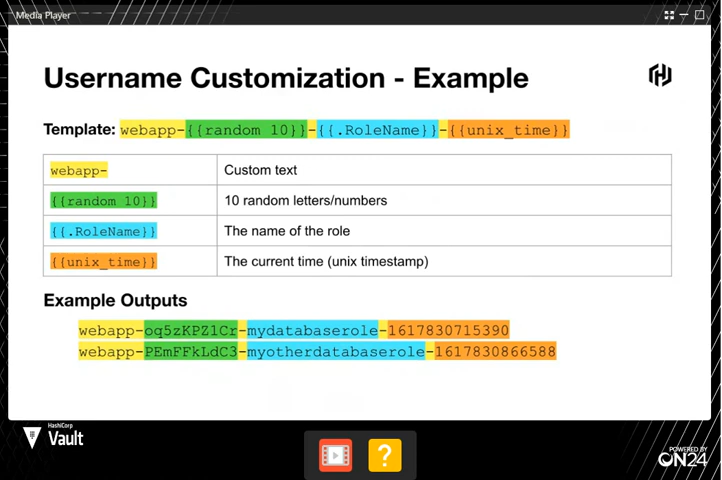 Media Player
Username Customization - Example
Template: webapp-{{random 10}}-{{.RoleName}}-{{unix_time}}
webapp- Custom text
{{random 10}} 10 random letters/numbers
{{.RoleName}} The name of the role
{{unix_time}} The current time (unix timestamp)
Example Outputs
webapp-oq5zKPZ1Cr-mydatabaserole-1617830715390
webapp-PEmFFkLdC3-myotherdatabaserole-1617830866588
HashiCorp
Vault
?
POWERED BY
ON24